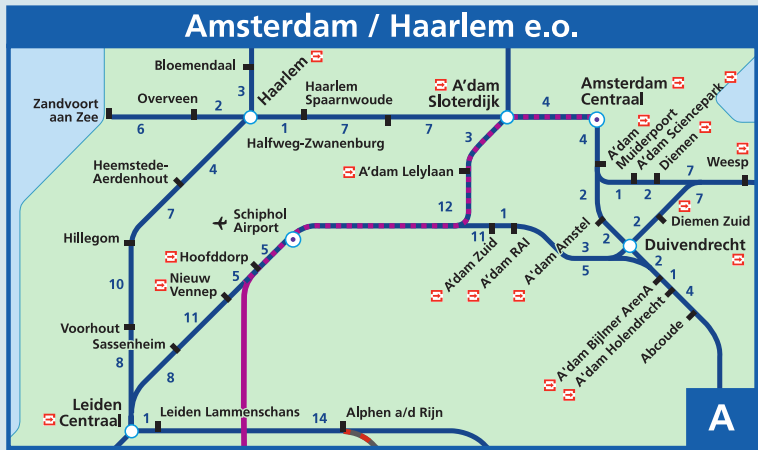 Amsterdam / Haarlem e.o.
Bloemendaal
3
Haarlem
Zandvoort
aan Zee
Overveen
6
2
Haarlem
Spaarnwoude
1
7
7
Halfweg-Zwanenburg
A'dam
Sloterdijk
4
Amsterdam
Centraal
4
A'dam
Muiderpoort
A'dam Sciencepark
Diemen
Weesp
1
2
7
7
Diemen Zuid
2
Duivendrecht
2
A'dam Amstel
2
Heemstede-
Aerdenhout
4
7
Hillegom
10
Voorhout
8
Leiden
Centraal
3
A'dam Lelylaan
12
Schiphol
Airport
5
Hoofddorp
5
Nieuw
Vennep
11
Sassenheim
8
11
A'dam Zuid
1
A'dam RAI
3
5
2
1
4
A'dam Bijlmer ArenA
A'dam Holendrecht
Abcoude
1
Leiden Lammenschans
14
Alphen a/d Rijn
A